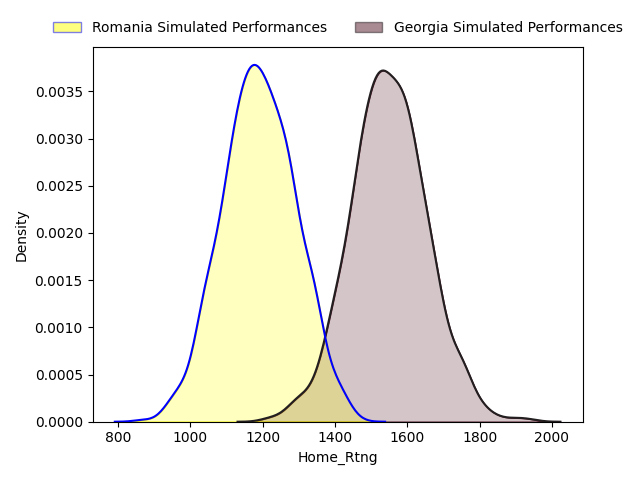 Romania Simulated Performances Georgia Simulated Performances
0.0035
0.0030
0.0025
0.0020
0.0015
0.0010
0.0005
0.0000
Density
800 1000 1200 1400 1600 1800 2000
Home_Rtng